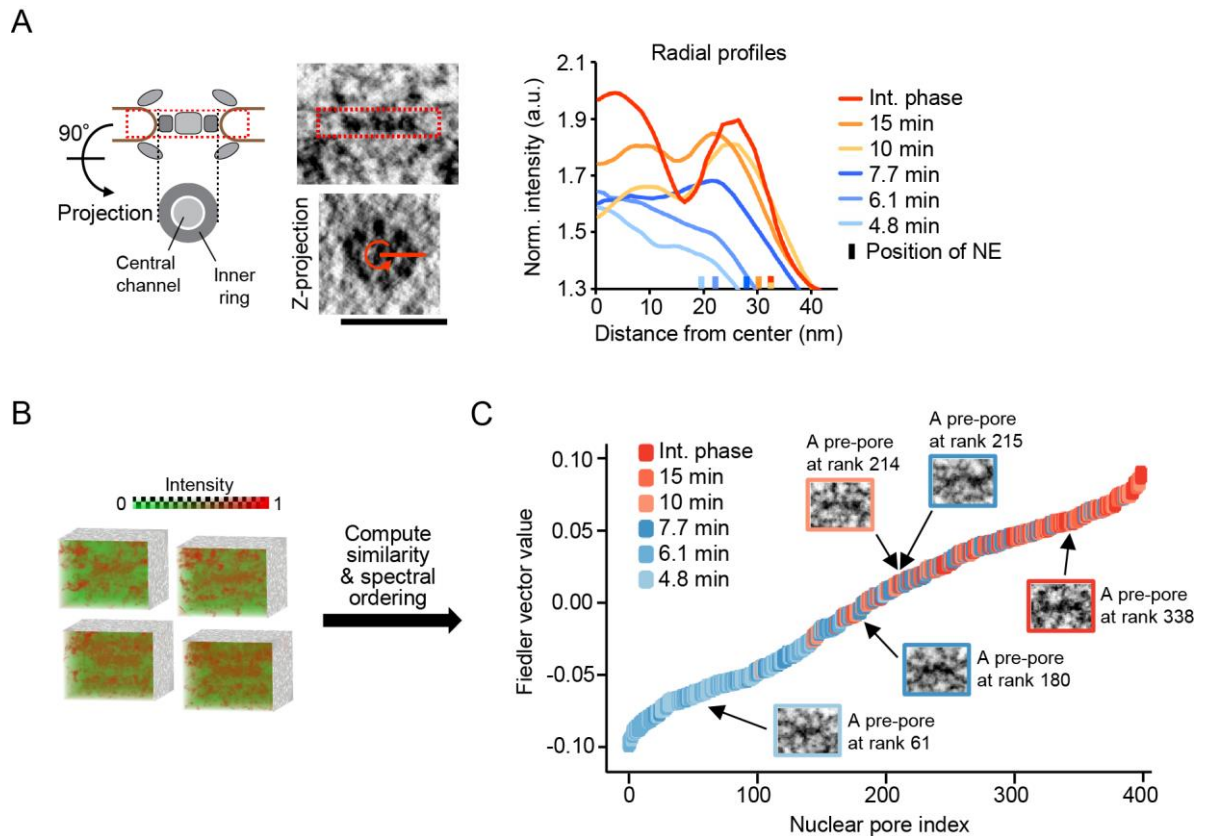 A
90°
Projection
Central
channel
Inner
ring
Z-projection
Radial profiles
Norm. intensity (a.u.)
2.1
1.9
1.7
1.5
1.3
0
10
20
30
40
Distance from center (nm)
Int. phase
15 min
10 min
7.7 min
6.1 min
4.8 min
Position of NE
B
Intensity
0
1
Compute
similarity
& spectral
ordering
C
Fiedler vector value
0.10
0.05
0.00
-0.05
-0.10
0
100
200
300
400
Nuclear pore index
Int. phase
15 min
10 min
7.7 min
6.1 min
4.8 min
A pre-pore
at rank 214
A pre-pore
at rank 215
A pre-pore
at rank 338
A pre-pore
at rank 180
A pre-pore
at rank 61